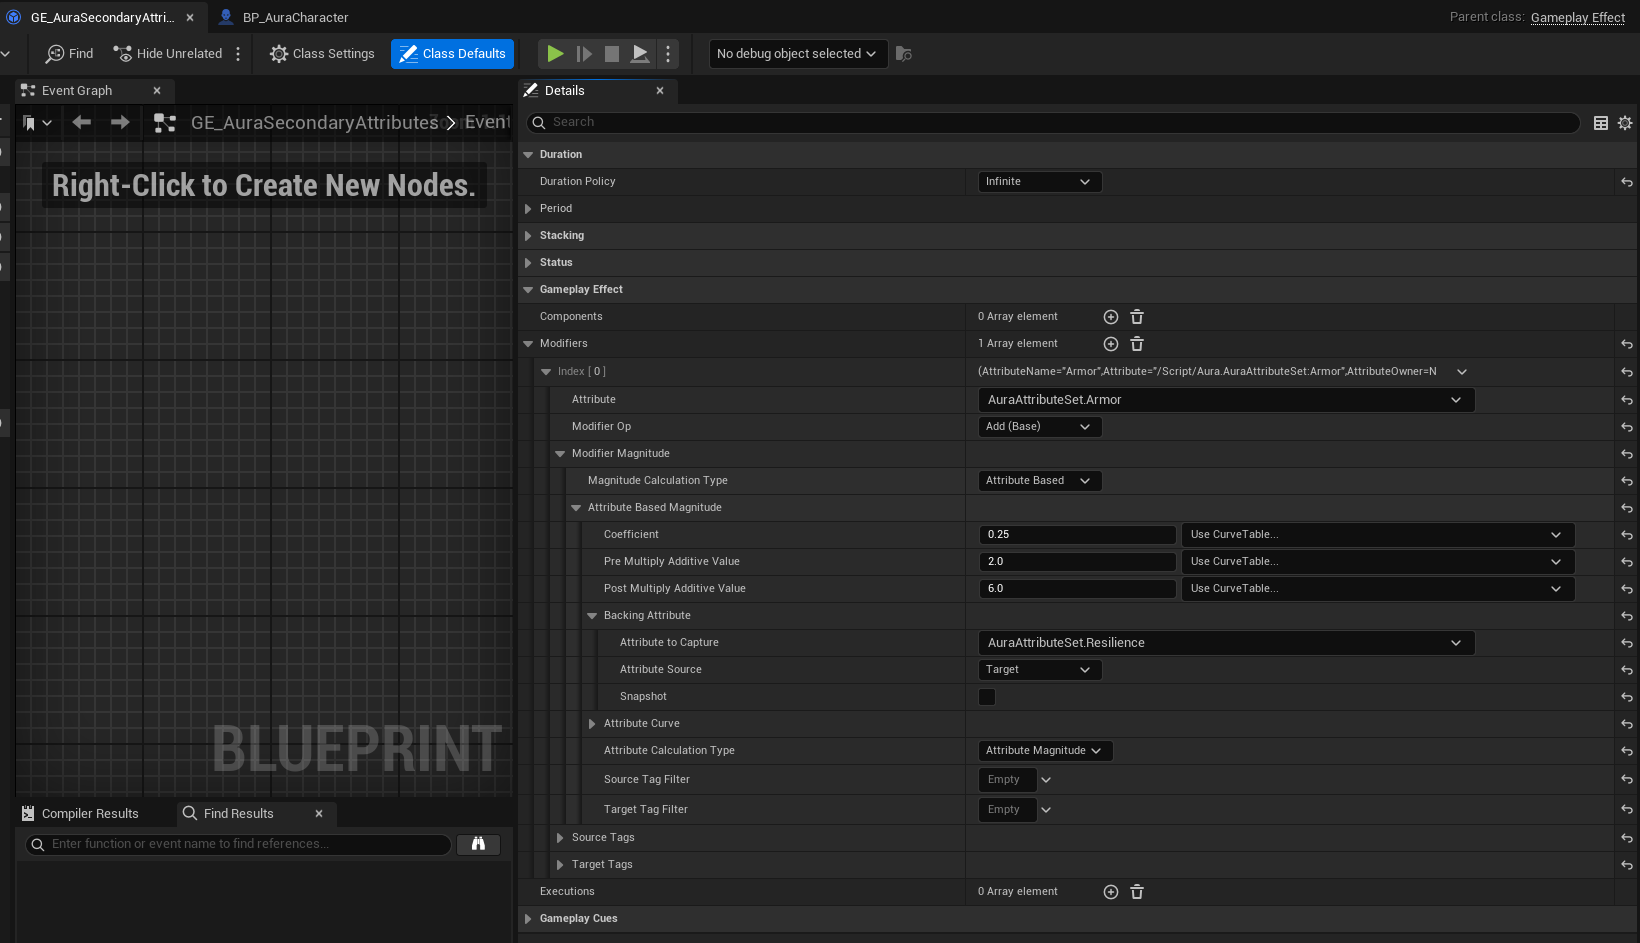 GE_AuraSecondaryAttri...
BP_AuraCharacter
Parent class: Gameplay Effect
Find
Hide Unrelated
Class Settings
Class Defaults
No debug object selected
Event Graph
Details
GE_AuraSecondaryAttributes > Event
Search
Right-Click to Create New Nodes.
Duration
Duration Policy
Infinite
Period
Stacking
Status
Gameplay Effect
Components
0 Array element
Modifiers
1 Array element
Index [ 0 ]
(AttributeName="Armor",Attribute="/Script/Aura.AuraAttributeSet:Armor",AttributeOwner=N
Attribute
AuraAttributeSet.Armor
Modifier Op
Add (Base)
Modifier Magnitude
Magnitude Calculation Type
Attribute Based
Attribute Based Magnitude
Coefficient
0.25
Use CurveTable...
Pre Multiply Additive Value
2.0
Use CurveTable...
Post Multiply Additive Value
6.0
Use CurveTable...
Backing Attribute
Attribute to Capture
AuraAttributeSet.Resilience
Attribute Source
Target
Snapshot
Attribute Curve
Attribute Calculation Type
Attribute Magnitude
Source Tag Filter
Empty
Target Tag Filter
Empty
Source Tags
Target Tags
Executions
0 Array element
Gameplay Cues
BLUEPRINT
Compiler Results
Find Results
Enter function or event name to find references...